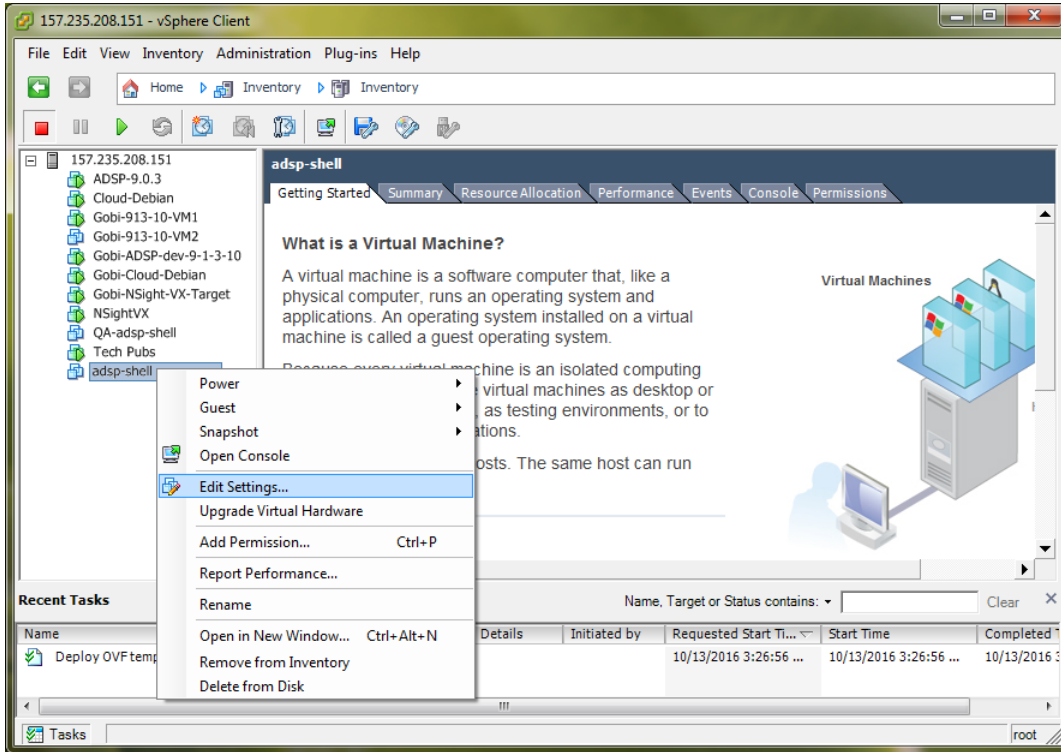 157.235.208.151 - vSphere Client
File Edit View Inventory Administration Plug-ins Help
Home Inventory Inventory
157.235.208.151
ADSP-9.0.3
Cloud-Debian
Gobi-913-10-VM1
Gobi-913-10-VM2
Gobi-ADSP-dev-9-1-3-10
Gobi-Cloud-Debian
Gobi-NSight-VX-Target
NSightVX
QA-adsp-shell
Tech Pubs
adsp-shell
adsp-shell
Getting Started Summary Resource Allocation Performance Events Console Permissions
What is a Virtual Machine?
A virtual machine is a software computer that, like a
physical computer, runs an operating system and
applications. An operating system installed on a virtual
machine is called a guest operating system.
machine is an isolated computing
virtual machines as desktop or
, as testing environments, or to
ations.
osts. The same host can run
Virtual Machines
Power
Guest
Snapshot
Open Console
Edit Settings...
Upgrade Virtual Hardware
Add Permission... Ctrl+P
Report Performance...
Rename
Open in New Window... Ctrl+Alt+N
Remove from Inventory
Delete from Disk
Recent Tasks
Name, Target or Status contains:
Clear
Name Details Initiated by Requested Start Ti... Start Time Completed
Deploy OVF temp 10/13/2016 3:26:56 ... 10/13/2016 3:26:56 ... 10/13/2016 3
Tasks
root